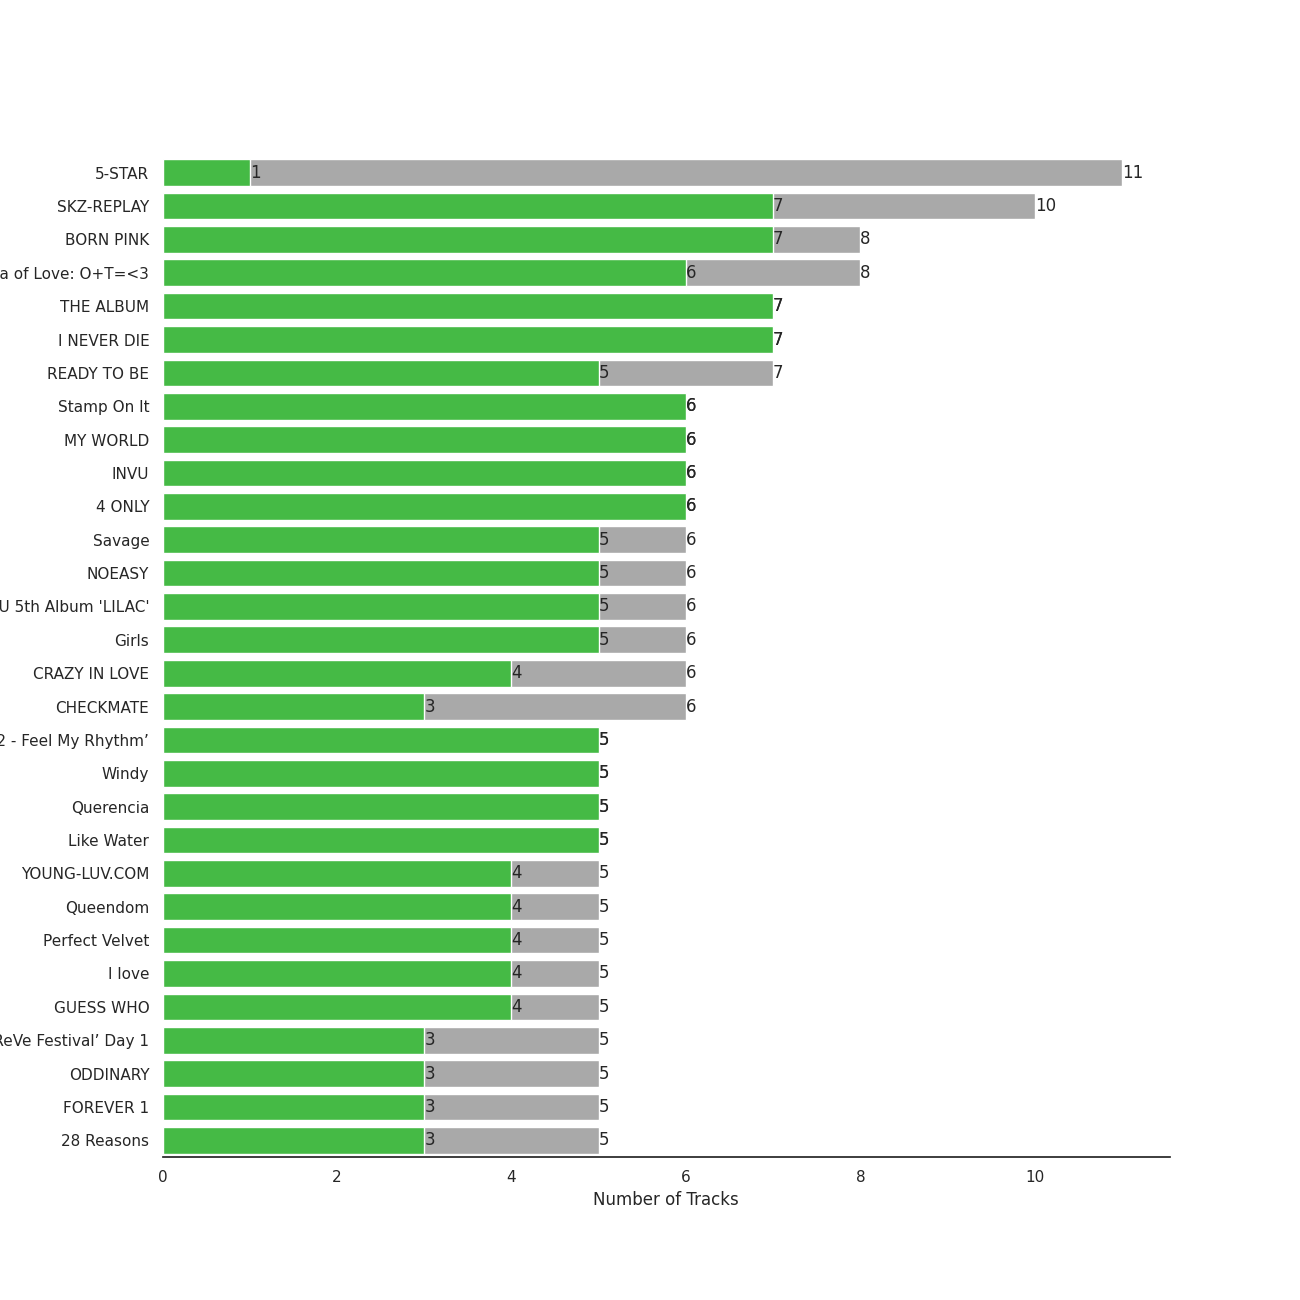 5-STAR 1 11
SKZ-REPLAY 7 10
BORN PINK 7 8
a of Love: O+T=<3 6 8
THE ALBUM 7
I NEVER DIE 7
READY TO BE 5 7
Stamp On It 6
MY WORLD 6
INVU 6
4 ONLY 6
Savage 5 6
NOEASY 5 6
U 5th Album 'LILAC' 5 6
Girls 5 6
CRAZY IN LOVE 4 6
CHECKMATE 3 6
2 - Feel My Rhythm’ 5
Windy 5
Querencia 5
Like Water 5
YOUNG-LUV.COM 4 5
Queendom 4 5
Perfect Velvet 4 5
I love 4 5
GUESS WHO 4 5
ReVe Festival’ Day 1 3 5
ODDINARY 3 5
FOREVER 1 3 5
28 Reasons 3 5
0 2 4 6 8 10
Number of Tracks